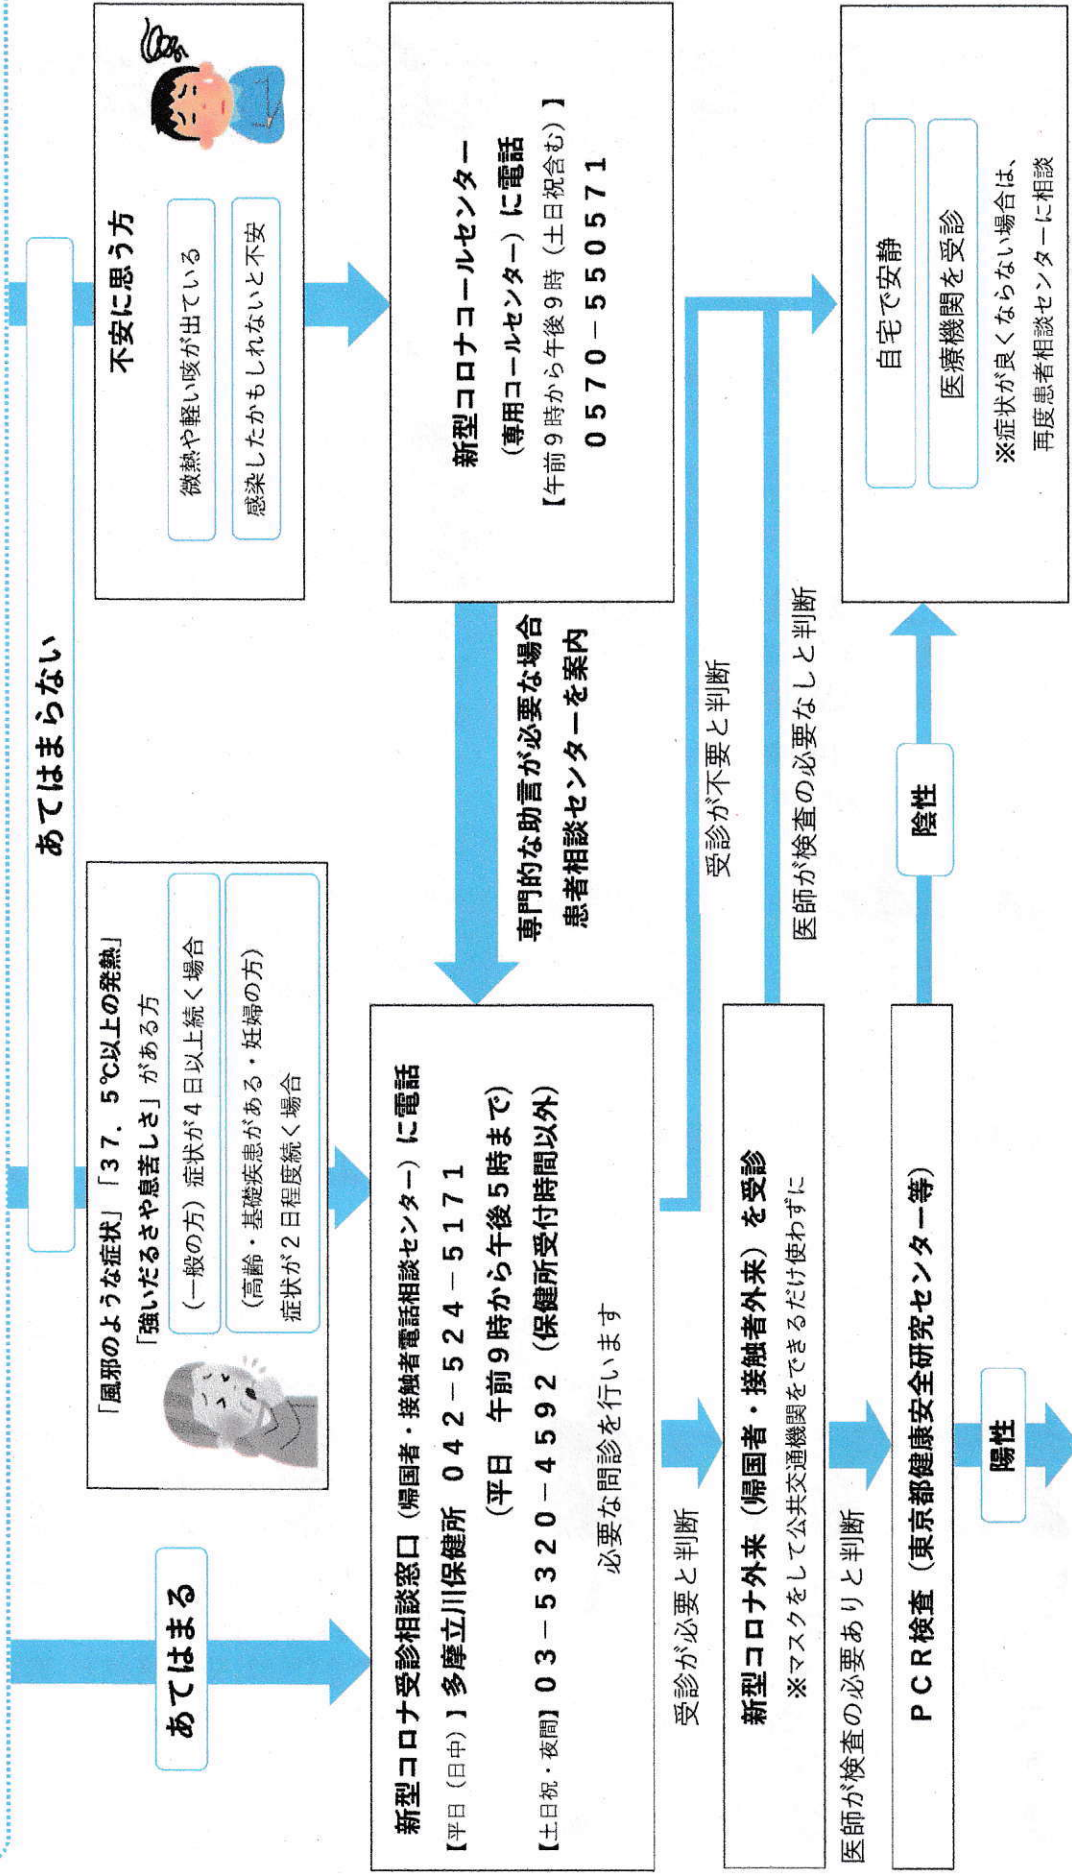 あてはまらない
あてはまる
「風邪のような症状」「３７．５℃以上の発熱」
「強いだるさや息苦しさ」がある方
（一般の方）症状が４日以上続く場合
（高齢・基礎疾患がある・妊婦の方）
症状が２日程度続く場合
不安に思う方
微熱や軽い咳が出ている
感染したかもしれないと不安
新型コロナ受診相談窓口（帰国者・接触者電話相談センター）に電話
【平日（日中）】多摩立川保健所 ０４２－５２４－５１７１
（平日　午前９時から午後５時まで）
【土日祝・夜間】０３－５３２０－４５９２（保健所受付時間以外）
必要な問診を行います
専門的な助言が必要な場合
患者相談センターを案内
新型コロナコールセンター
（専用コールセンター）に電話
【午前９時から午後９時（土日祝含む）】
０５７０－５５０５７１
受診が必要と判断
受診が不要と判断
新型コロナ外来（帰国者・接触者外来）を受診
※マスクをして公共交通機関をできるだけ使わずに
医師が検査の必要なしと判断
医師が検査の必要ありと判断
ＰＣＲ検査（東京都健康安全研究センター等）
陰性
自宅で安静
医療機関を受診
※症状が良くならない場合は、
再度患者相談センターに相談
陽性